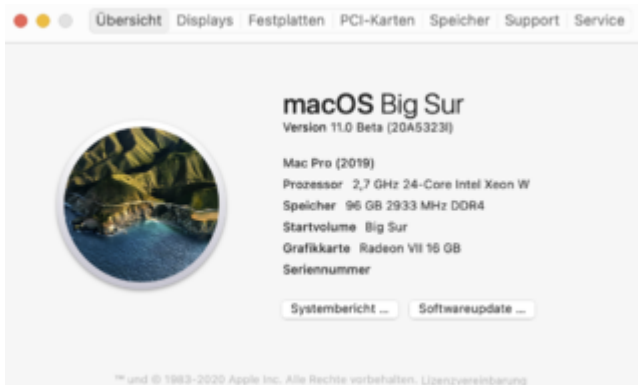 Übersicht Displays Festplatten PCI-Karten Speicher Support Service
macOS Big Sur
Version 11.0 Beta (20A5323l)
Mac Pro (2019)
Prozessor 2,7 GHz 24-Core Intel Xeon W
Speicher 96 GB 2933 MHz DDR4
Startvolume Big Sur
Grafikkarte Radeon VII 16 GB
Seriennummer
Systembericht ... Softwareupdate ...
™ und © 1983-2020 Apple Inc. Alle Rechte vorbehalten. Lizenzvereinbarung